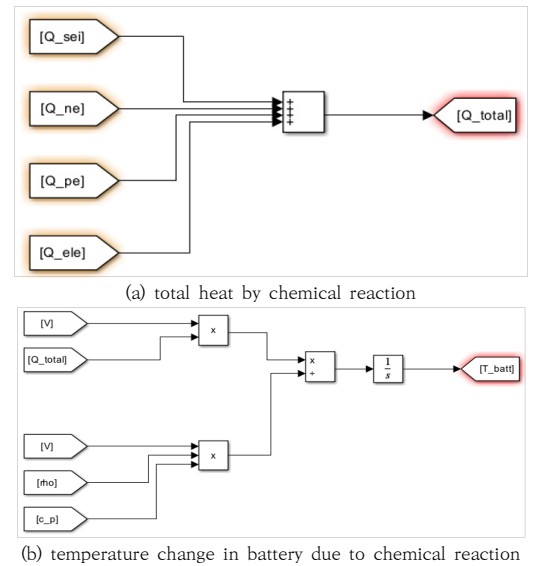 [Q_sei]
[Q_ne]
[Q_pe]
[Q_ele]
+
+
+
+
[Q_total]
(a) total heat by chemical reaction
[V]
[Q_total]
x
[V]
[rho]
[c_p]
x
x
÷
1
s
[T_batt]
(b) temperature change in battery due to chemical reaction